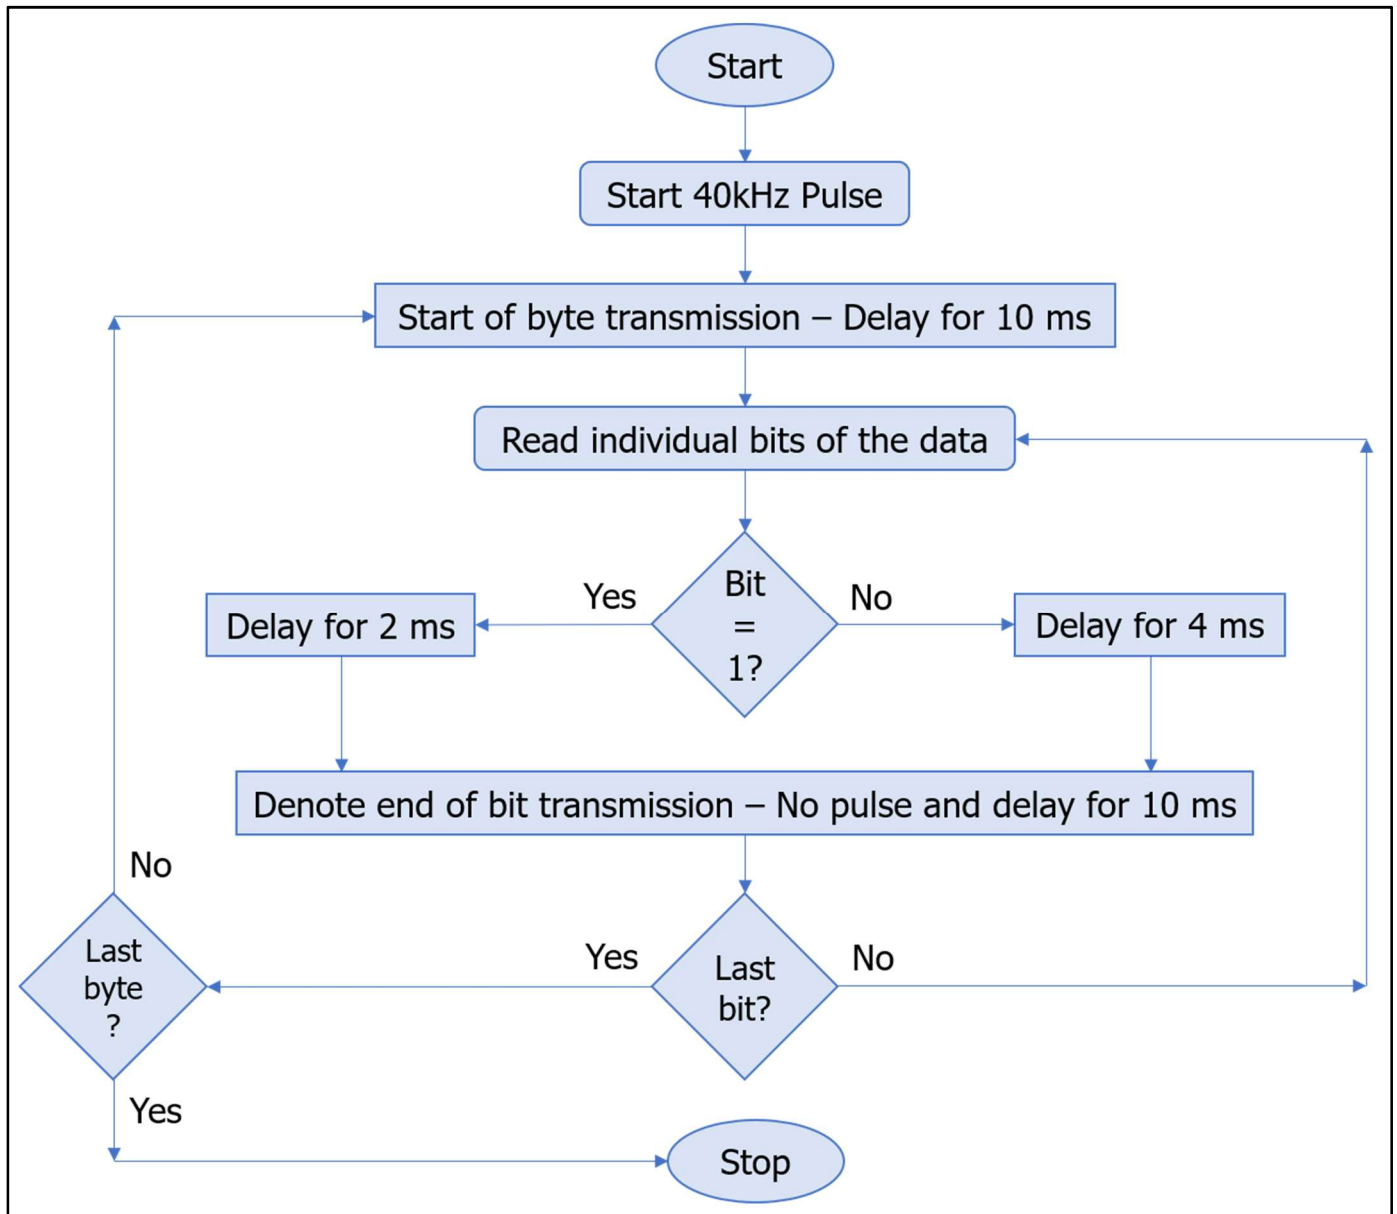 Start
Start 40kHz Pulse
Start of byte transmission – Delay for 10 ms
Read individual bits of the data
Bit
=
1?
Yes
No
Delay for 2 ms
Delay for 4 ms
Denote end of bit transmission – No pulse and delay for 10 ms
Last
bit?
Yes
No
Last
byte
?
No
Yes
Stop